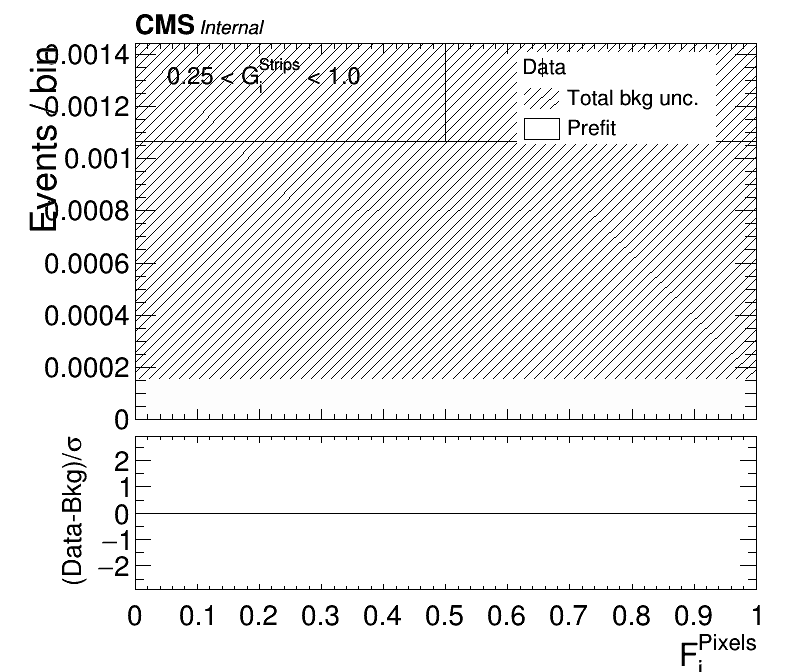 CMS Internal
Events / bin
0.0014
0.0012
0.001
0.0008
0.0006
0.0004
0.0002
0
0.25 < G_i^Strips < 1.0
Data
Total bkg unc.
Prefit
(Data-Bkg)/σ
2
1
0
−1
−2
0 0.1 0.2 0.3 0.4 0.5 0.6 0.7 0.8 0.9 1
F_i^Pixels